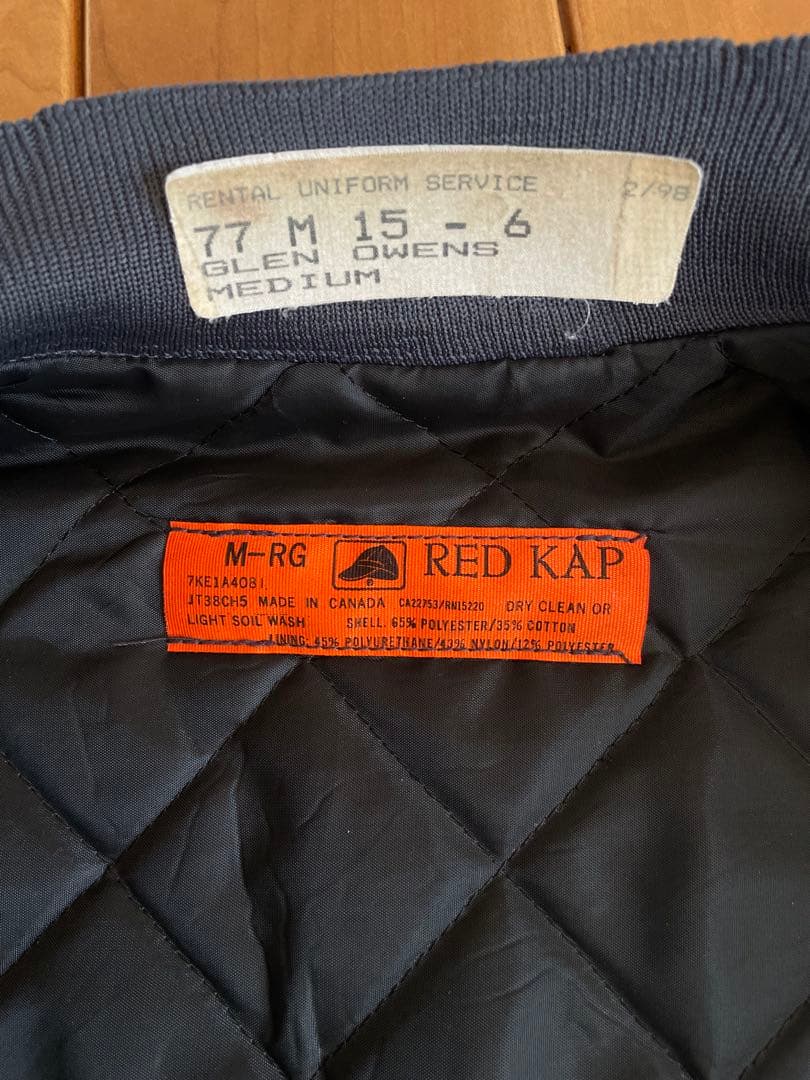 RENTAL UNIFORM SERVICE 2/98
77 M 15 - 6
GLEN OWENS
MEDIUM
M-RG RED KAP
7KE1A4081
JT38CH5 MADE IN CANADA CA22753/RN15220 DRY CLEAN OR
LIGHT SOIL WASH SHELL. 65% POLYESTER/35% COTTON
LINING. 45% POLYURETHANE/43% NYLON/12% POLYESTER